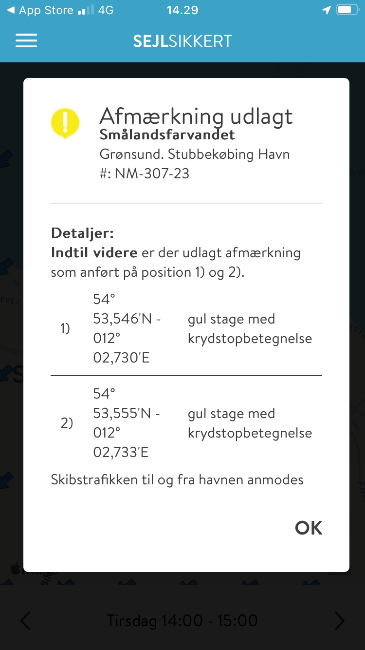 App Store 4G 14.29
SEJLSIKKERT
Afmærkning udlagt
Smålandsfarvandet
Grønsund. Stubbekøbing Havn
#: NM-307-23
Detaljer:
Indtil videre er der udlagt afmærkning
som anført på position 1) og 2).
54°
53,546'N -
1) gul stage med
012° krydstopbetegnelse
02,730'E
54°
53,555'N -
2) gul stage med
012° krydstopbetegnelse
02,733'E
Skibstrafikken til og fra havnen anmodes
OK
Tirsdag 14:00 - 15:00